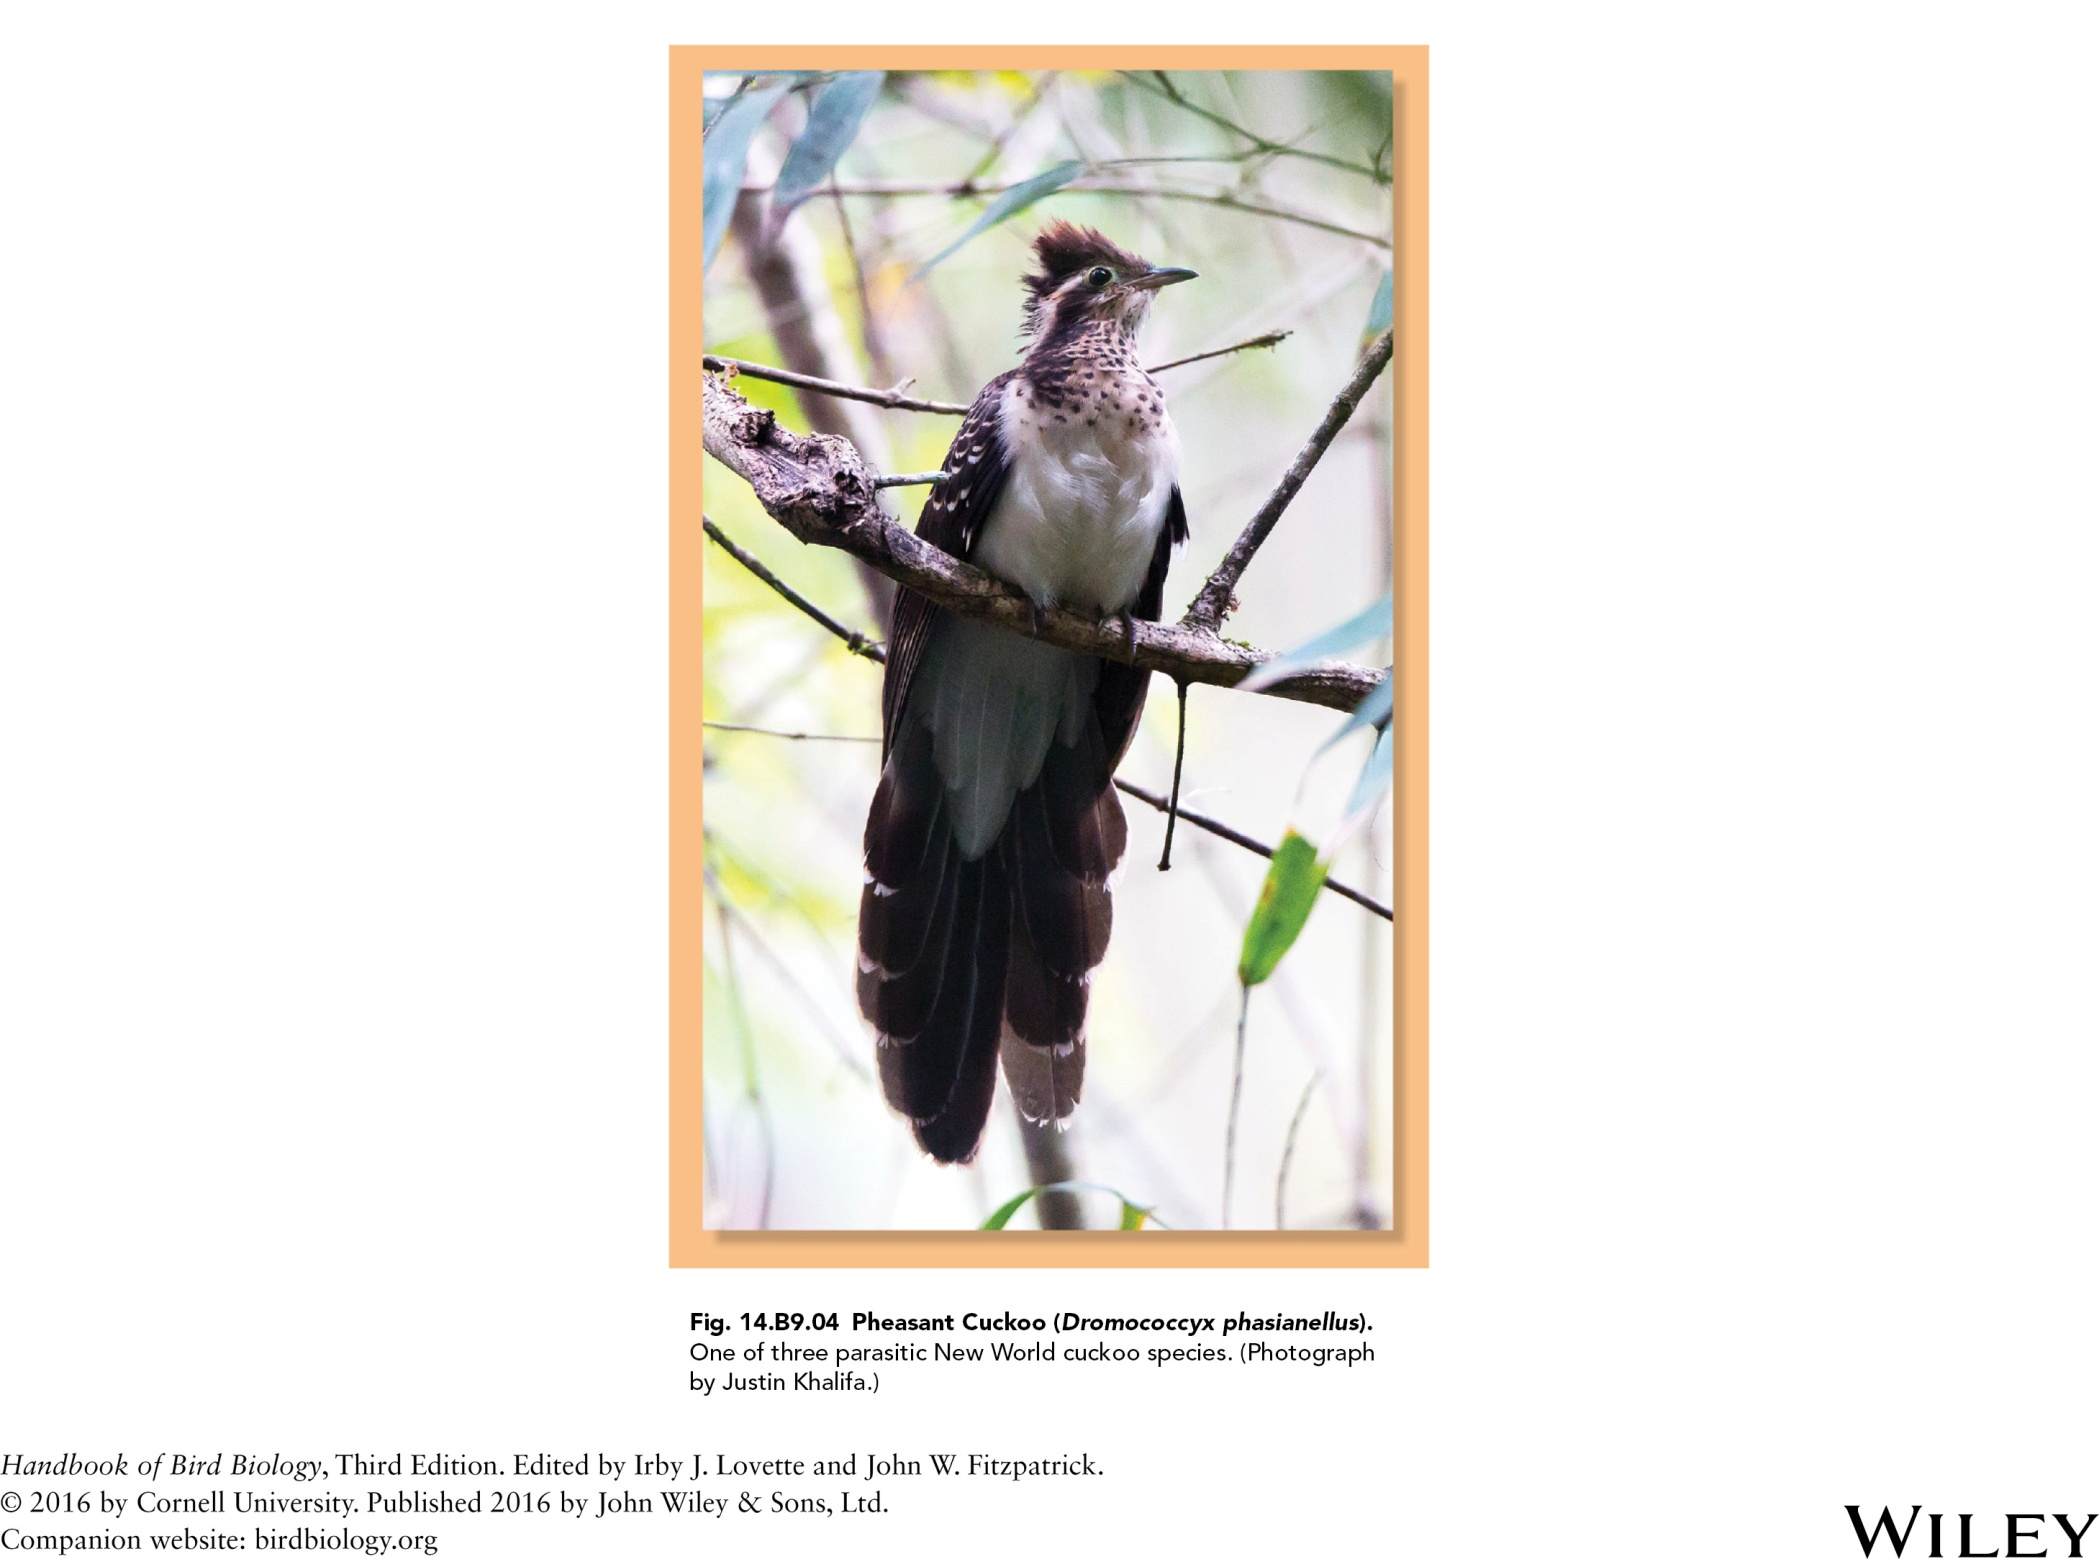 Fig. 14.B9.04 Pheasant Cuckoo (Dromococcyx phasianellus).
One of three parasitic New World cuckoo species. (Photograph
by Justin Khalifa.)
Handbook of Bird Biology, Third Edition. Edited by Irby J. Lovette and John W. Fitzpatrick.
© 2016 by Cornell University. Published 2016 by John Wiley & Sons, Ltd.
Companion website: birdbiology.org
WILEY